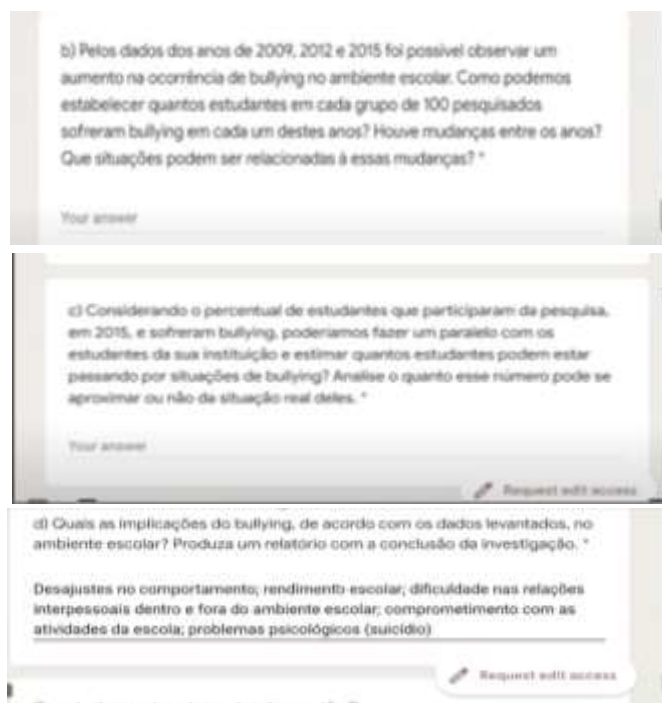 b) Pelos dados dos anos de 2009, 2012 e 2015 foi possível observar um
aumento na ocorrência de bullying no ambiente escolar. Como podemos
estabelecer quantos estudantes em cada grupo de 100 pesquisados
sofreram bullying em cada um destes anos? Houve mudanças entre os anos?
Que situações podem ser relacionadas à essas mudanças? *
Your answer
c) Considerando o percentual de estudantes que participaram da pesquisa,
em 2015, e sofreram bullying, poderíamos fazer um paralelo com os
estudantes da sua instituição e estimar quantos estudantes podem estar
passando por situações de bullying? Analise o quanto esse número pode se
aproximar ou não da situação real deles. *
Your answer
Request edit access
d) Quais as implicações do bullying, de acordo com os dados levantados, no
ambiente escolar? Produza um relatório com a conclusão da investigação. *
Desajustes no comportamento; rendimento escolar; dificuldade nas relações
interpessoais dentro e fora do ambiente escolar; comprometimento com as
atividades da escola; problemas psicológicos (suicídio)
Request edit access